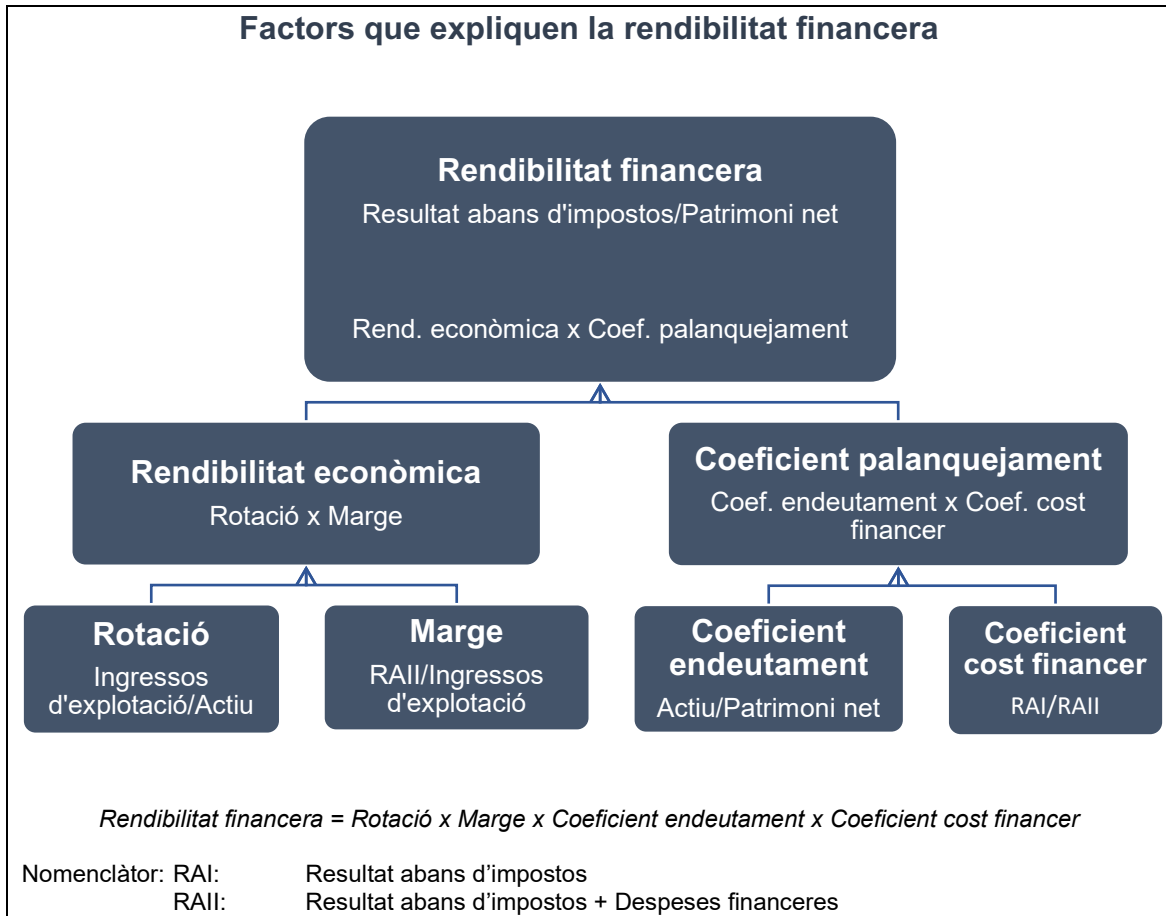 Factors que expliquen la rendibilitat financera
Rendibilitat financera
Resultat abans d'impostos/Patrimoni net
Rend. econòmica x Coef. palanquejament
Rendibilitat econòmica
Rotació x Marge
Coeficient palanquejament
Coef. endeutament x Coef. cost
financer
Rotació
Ingressos
d'explotació/Actiu
Marge
RAII/Ingressos
d'explotació
Coeficient
endeutament
Actiu/Patrimoni net
Coeficient
cost financer
RAI/RAII
Rendibilitat financera = Rotació x Marge x Coeficient endeutament x Coeficient cost financer
Nomenclàtor: RAI: Resultat abans d’impostos
RAII: Resultat abans d’impostos + Despeses financeres